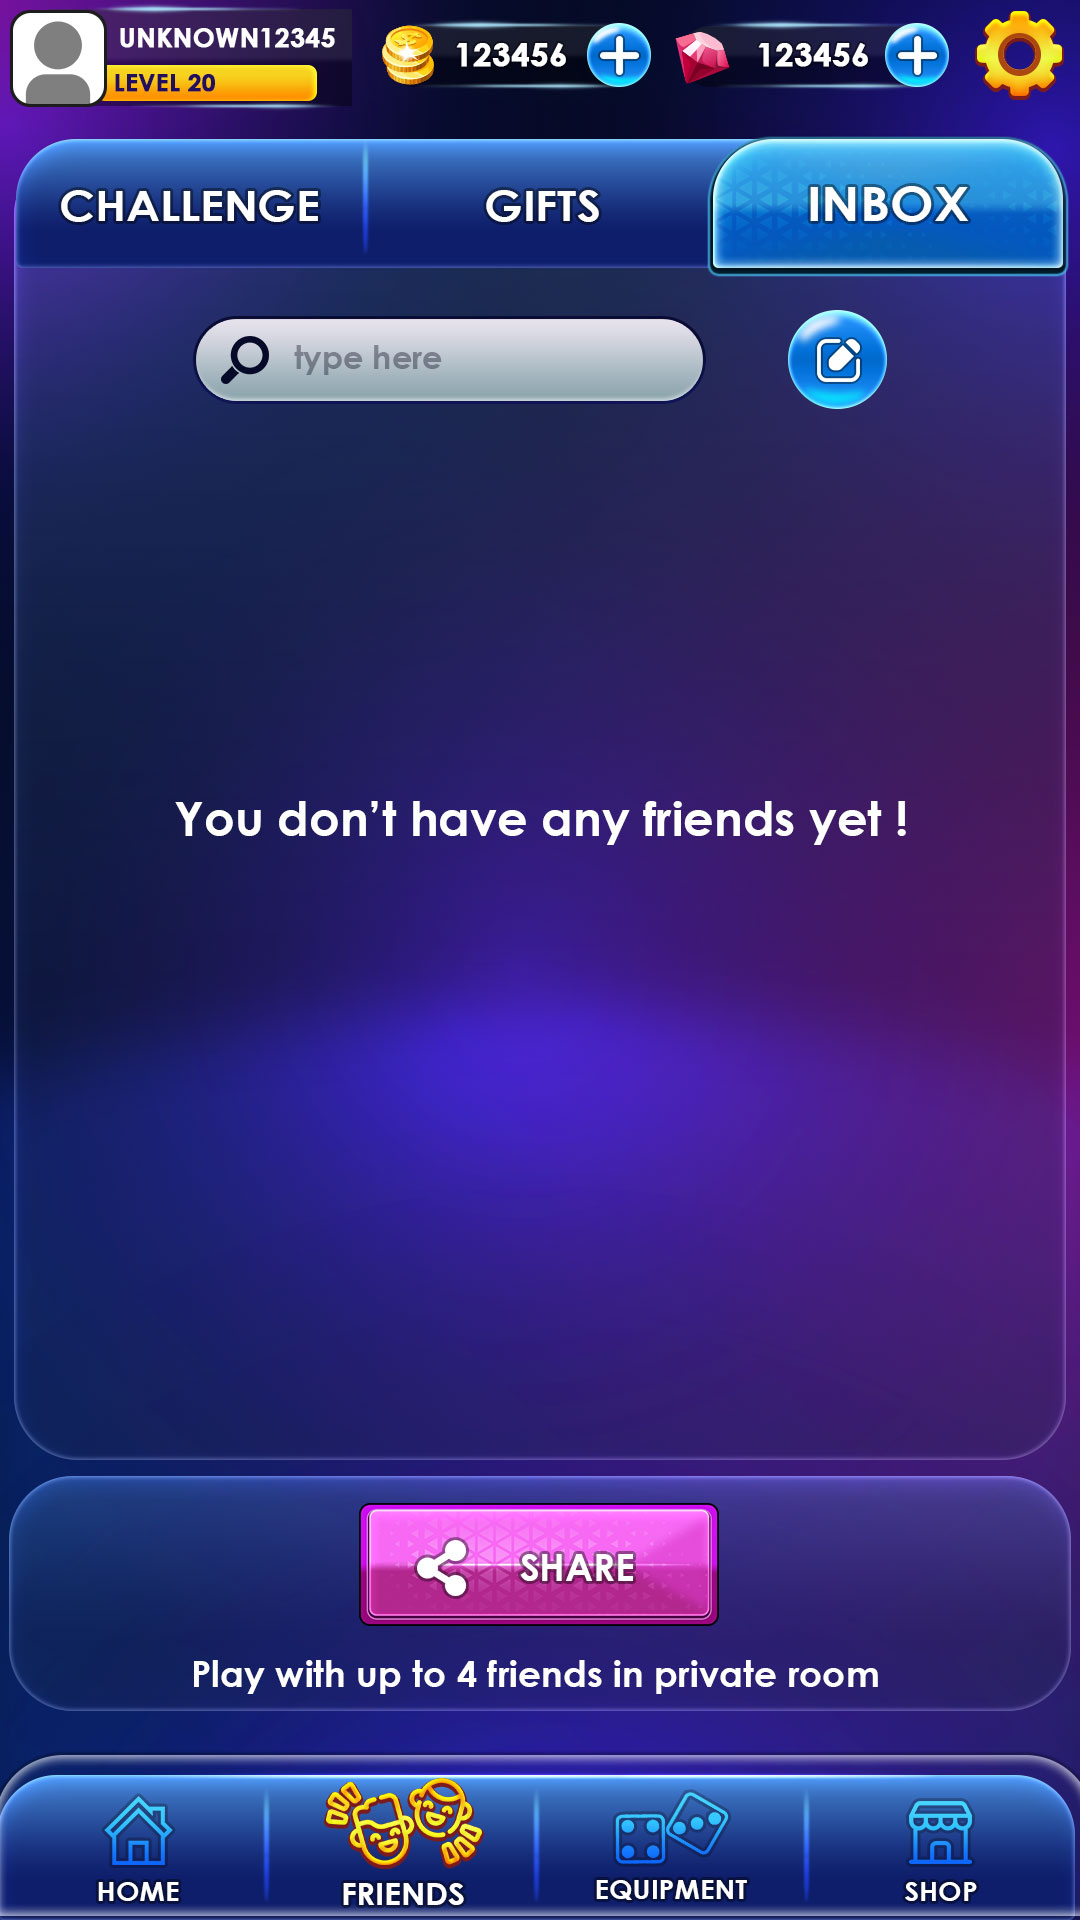 UNKNOWN12345
LEVEL 20
123456
123456
CHALLENGE
GIFTS
INBOX
type here
You don’t have any friends yet !
SHARE
Play with up to 4 friends in private room
HOME
FRIENDS
EQUIPMENT
SHOP